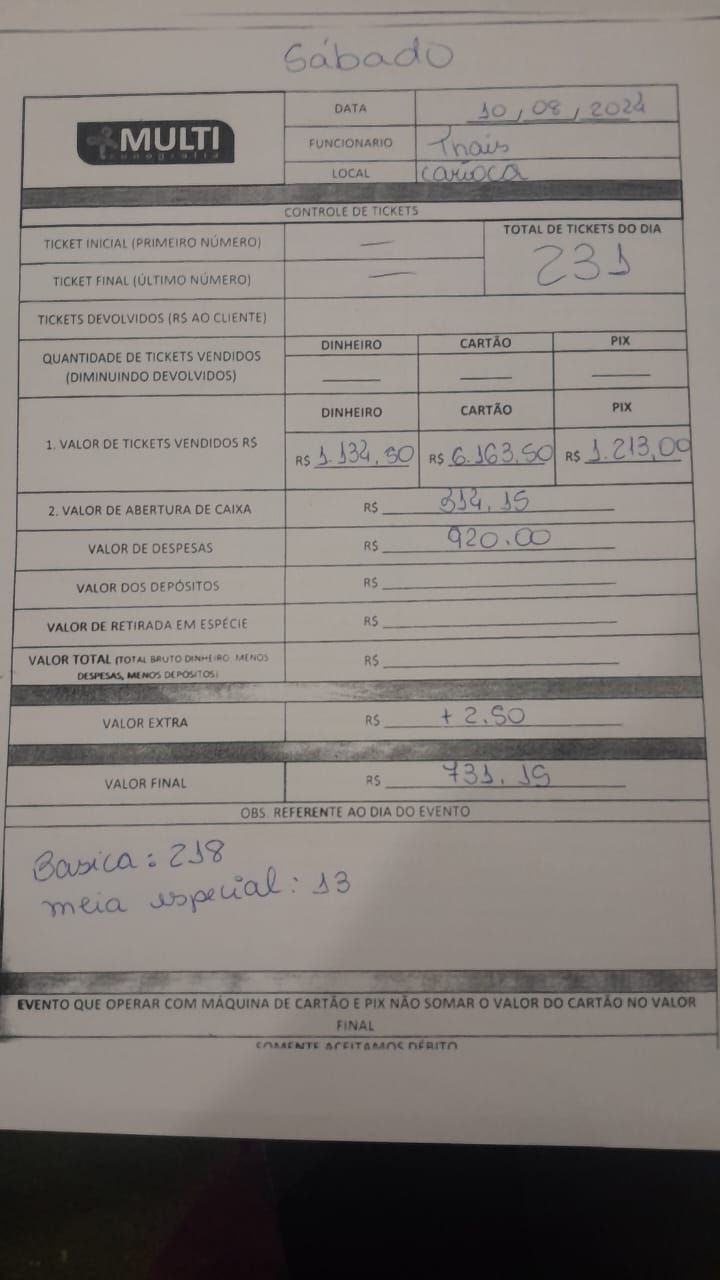 Sábado
MULTI
cenografia
DATA 10,08,2024
FUNCIONARIO Thais
LOCAL carioca
CONTROLE DE TICKETS
TICKET INICIAL (PRIMEIRO NÚMERO) —
TOTAL DE TICKETS DO DIA
231
TICKET FINAL (ÚLTIMO NÚMERO) —
TICKETS DEVOLVIDOS (R$ AO CLIENTE)
QUANTIDADE DE TICKETS VENDIDOS
(DIMINUINDO DEVOLVIDOS)
DINHEIRO CARTÃO PIX
— — —
DINHEIRO CARTÃO PIX
1. VALOR DE TICKETS VENDIDOS R$
R$ 1.134,50 R$ 6.163,50 R$ 1.213,00
2. VALOR DE ABERTURA DE CAIXA R$ 514.15
VALOR DE DESPESAS R$ 920.00
VALOR DOS DEPÓSITOS R$
VALOR DE RETIRADA EM ESPÉCIE R$
VALOR TOTAL (TOTAL BRUTO DINHEIRO MENOS
DESPESAS, MENOS DEPÓSITOS) R$
VALOR EXTRA R$ + 2.50
VALOR FINAL R$ 731.15
OBS. REFERENTE AO DIA DO EVENTO
Basica: 218
meia especial: 13
EVENTO QUE OPERAR COM MÁQUINA DE CARTÃO E PIX NÃO SOMAR O VALOR DO CARTÃO NO VALOR
FINAL
SOMENTE ACEITAMOS DÉBITO